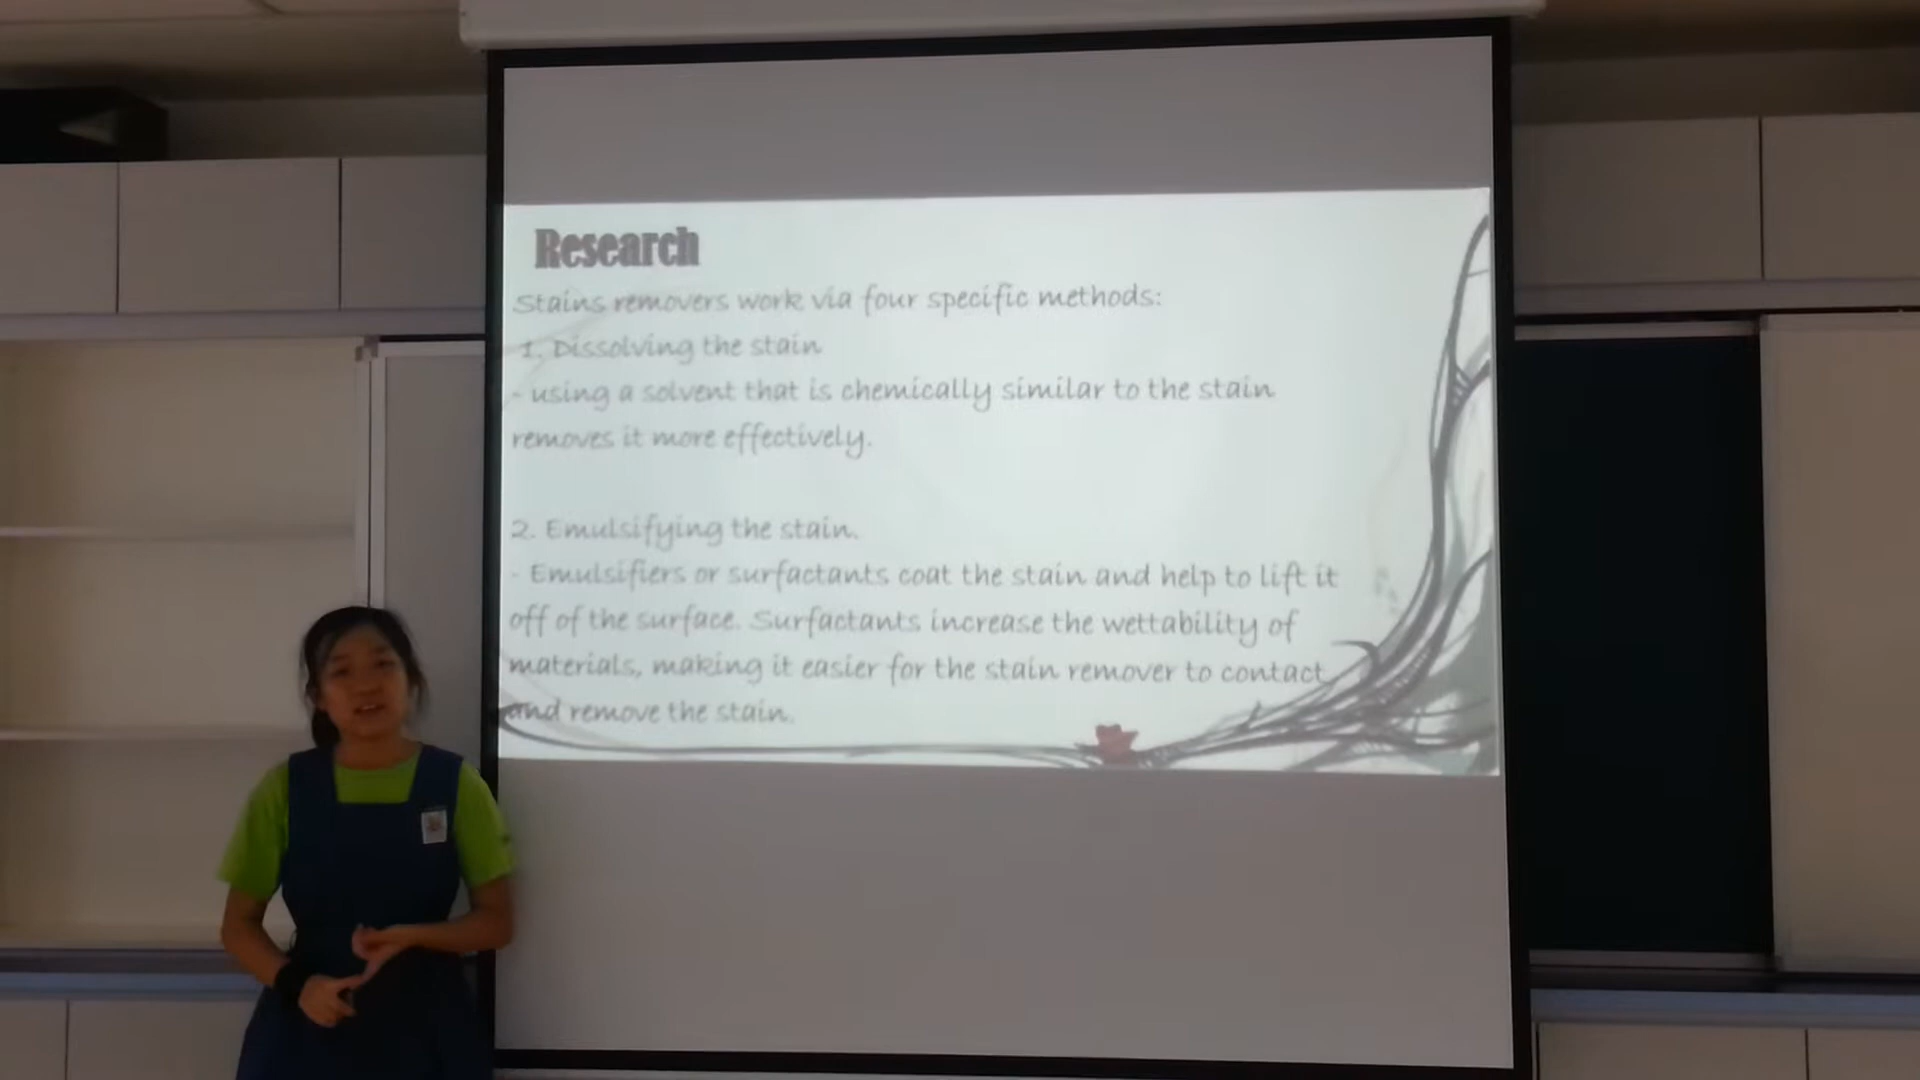 Research
Stains removers work via four specific methods:
1. Dissolving the stain
- using a solvent that is chemically similar to the stain
removes it more effectively.
2. Emulsifying the stain.
- Emulsifiers or surfactants coat the stain and help to lift it
off of the surface. Surfactants increase the wettability of
materials, making it easier for the stain remover to contact
and remove the stain.